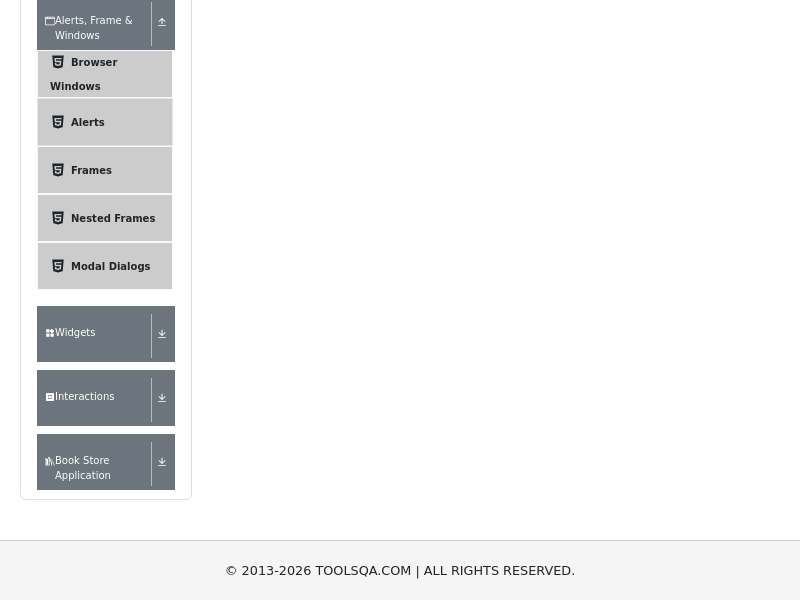 Alerts, Frame &
Windows
Browser
Windows
Alerts
Frames
Nested Frames
Modal Dialogs
Widgets
Interactions
Book Store
Application
© 2013-2026 TOOLSQA.COM | ALL RIGHTS RESERVED.